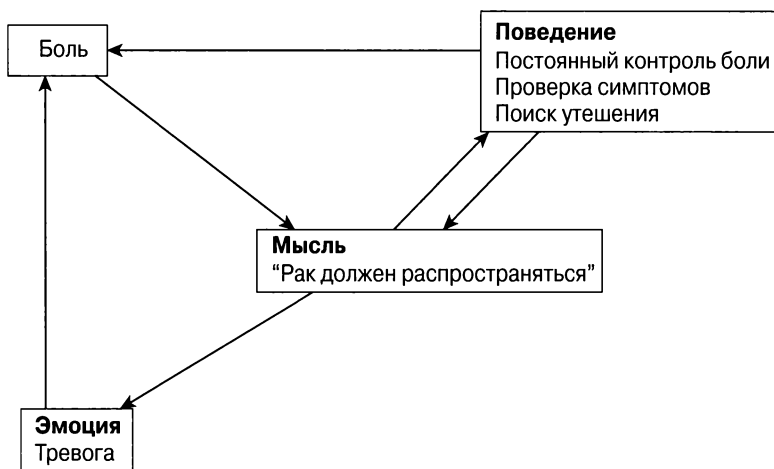 Боль
Поведение
Постоянный контроль боли
Проверка симптомов
Поиск утешения
Мысль
“Рак должен распространяться”
Эмоция
Тревога